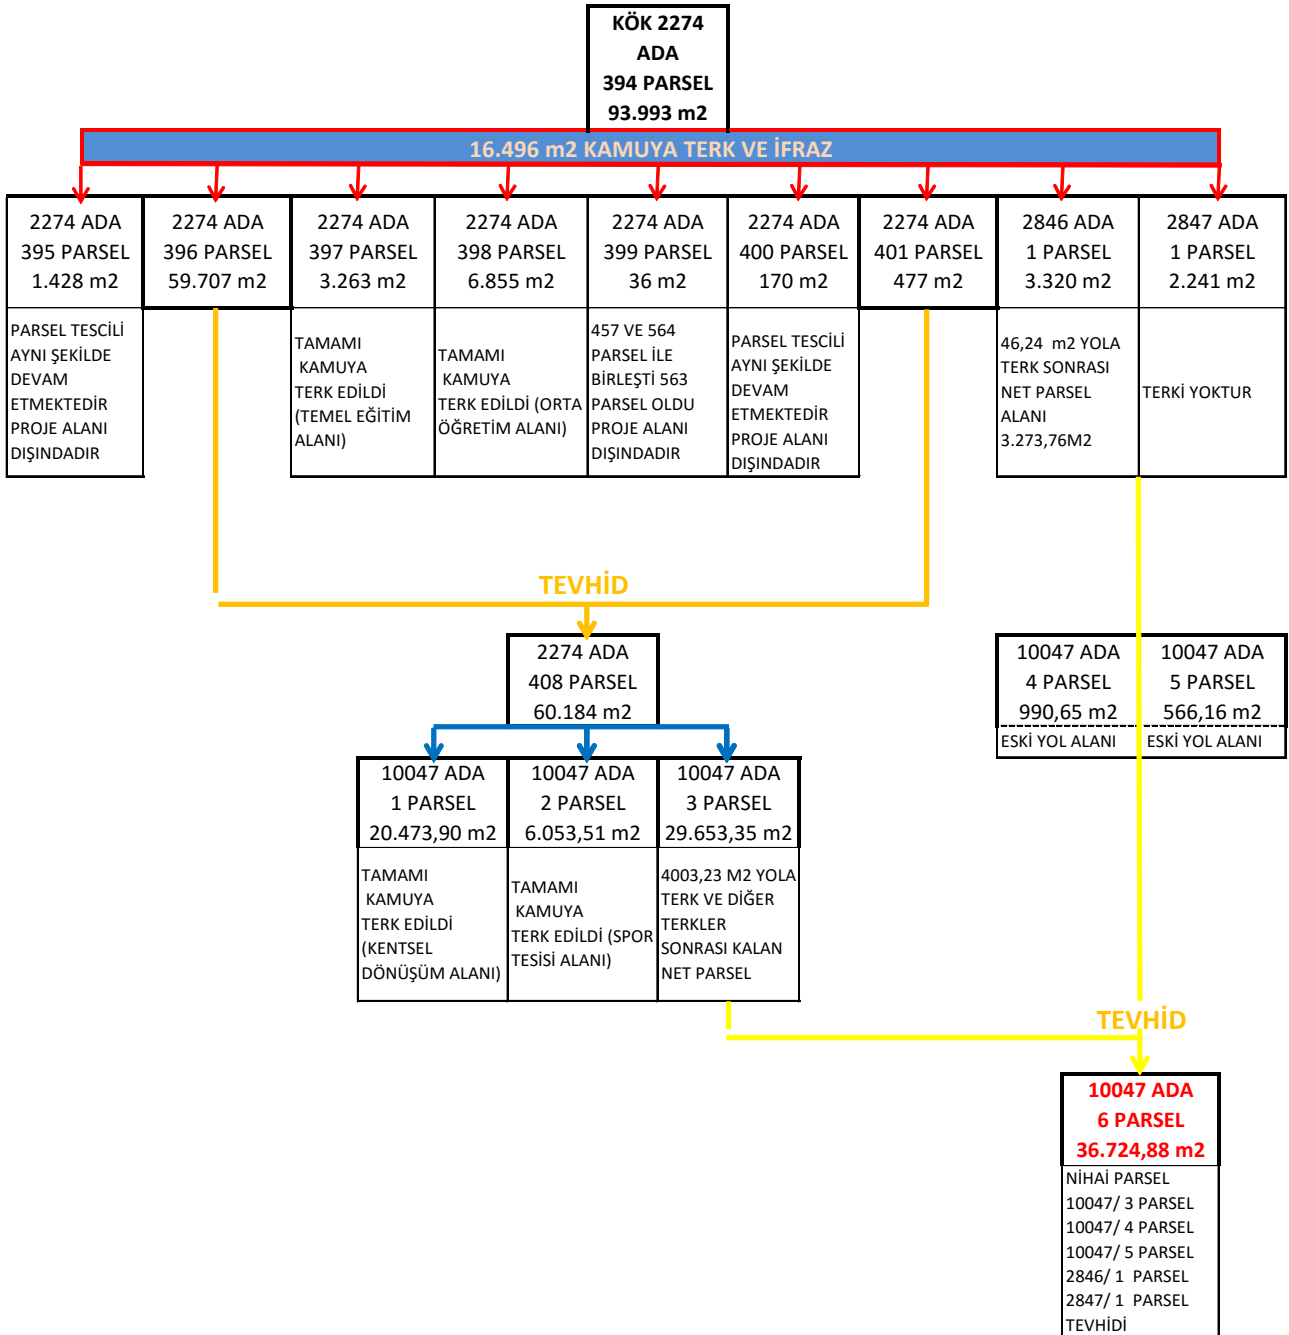 KÖK 2274
ADA
394 PARSEL
93.993 m2
16.496 m2 KAMUYA TERK VE İFRAZ
2274 ADA
395 PARSEL
1.428 m2
PARSEL TESCİLİ
AYNI ŞEKİLDE
DEVAM
ETMEKTEDİR
PROJE ALANI
DIŞINDADIR
2274 ADA
396 PARSEL
59.707 m2
2274 ADA
397 PARSEL
3.263 m2
TAMAMI
KAMUYA
TERK EDİLDİ
(TEMEL EĞİTİM
ALANI)
2274 ADA
398 PARSEL
6.855 m2
TAMAMI
KAMUYA
TERK EDİLDİ (ORTA
ÖĞRETİM ALANI)
2274 ADA
399 PARSEL
36 m2
457 VE 564
PARSEL İLE
BİRLEŞTİ 563
PARSEL OLDU
PROJE ALANI
DIŞINDADIR
2274 ADA
400 PARSEL
170 m2
PARSEL TESCİLİ
AYNI ŞEKİLDE
DEVAM
ETMEKTEDİR
PROJE ALANI
DIŞINDADIR
2274 ADA
401 PARSEL
477 m2
2846 ADA
1 PARSEL
3.320 m2
46,24 m2 YOLA
TERK SONRASI
NET PARSEL
ALANI
3.273,76M2
2847 ADA
1 PARSEL
2.241 m2
TERKİ YOKTUR
TEVHİD
2274 ADA
408 PARSEL
60.184 m2
10047 ADA
4 PARSEL
990,65 m2
ESKİ YOL ALANI
10047 ADA
5 PARSEL
566,16 m2
ESKİ YOL ALANI
10047 ADA
1 PARSEL
20.473,90 m2
TAMAMI
KAMUYA
TERK EDİLDİ
(KENTSEL
DÖNÜŞÜM ALANI)
10047 ADA
2 PARSEL
6.053,51 m2
TAMAMI
KAMUYA
TERK EDİLDİ (SPOR
TESİSİ ALANI)
10047 ADA
3 PARSEL
29.653,35 m2
4003,23 M2 YOLA
TERK VE DİĞER
TERKLER
SONRASI KALAN
NET PARSEL
TEVHİD
10047 ADA
6 PARSEL
36.724,88 m2
NİHAİ PARSEL
10047/ 3 PARSEL
10047/ 4 PARSEL
10047/ 5 PARSEL
2846/ 1 PARSEL
2847/ 1 PARSEL
TEVHİDİ